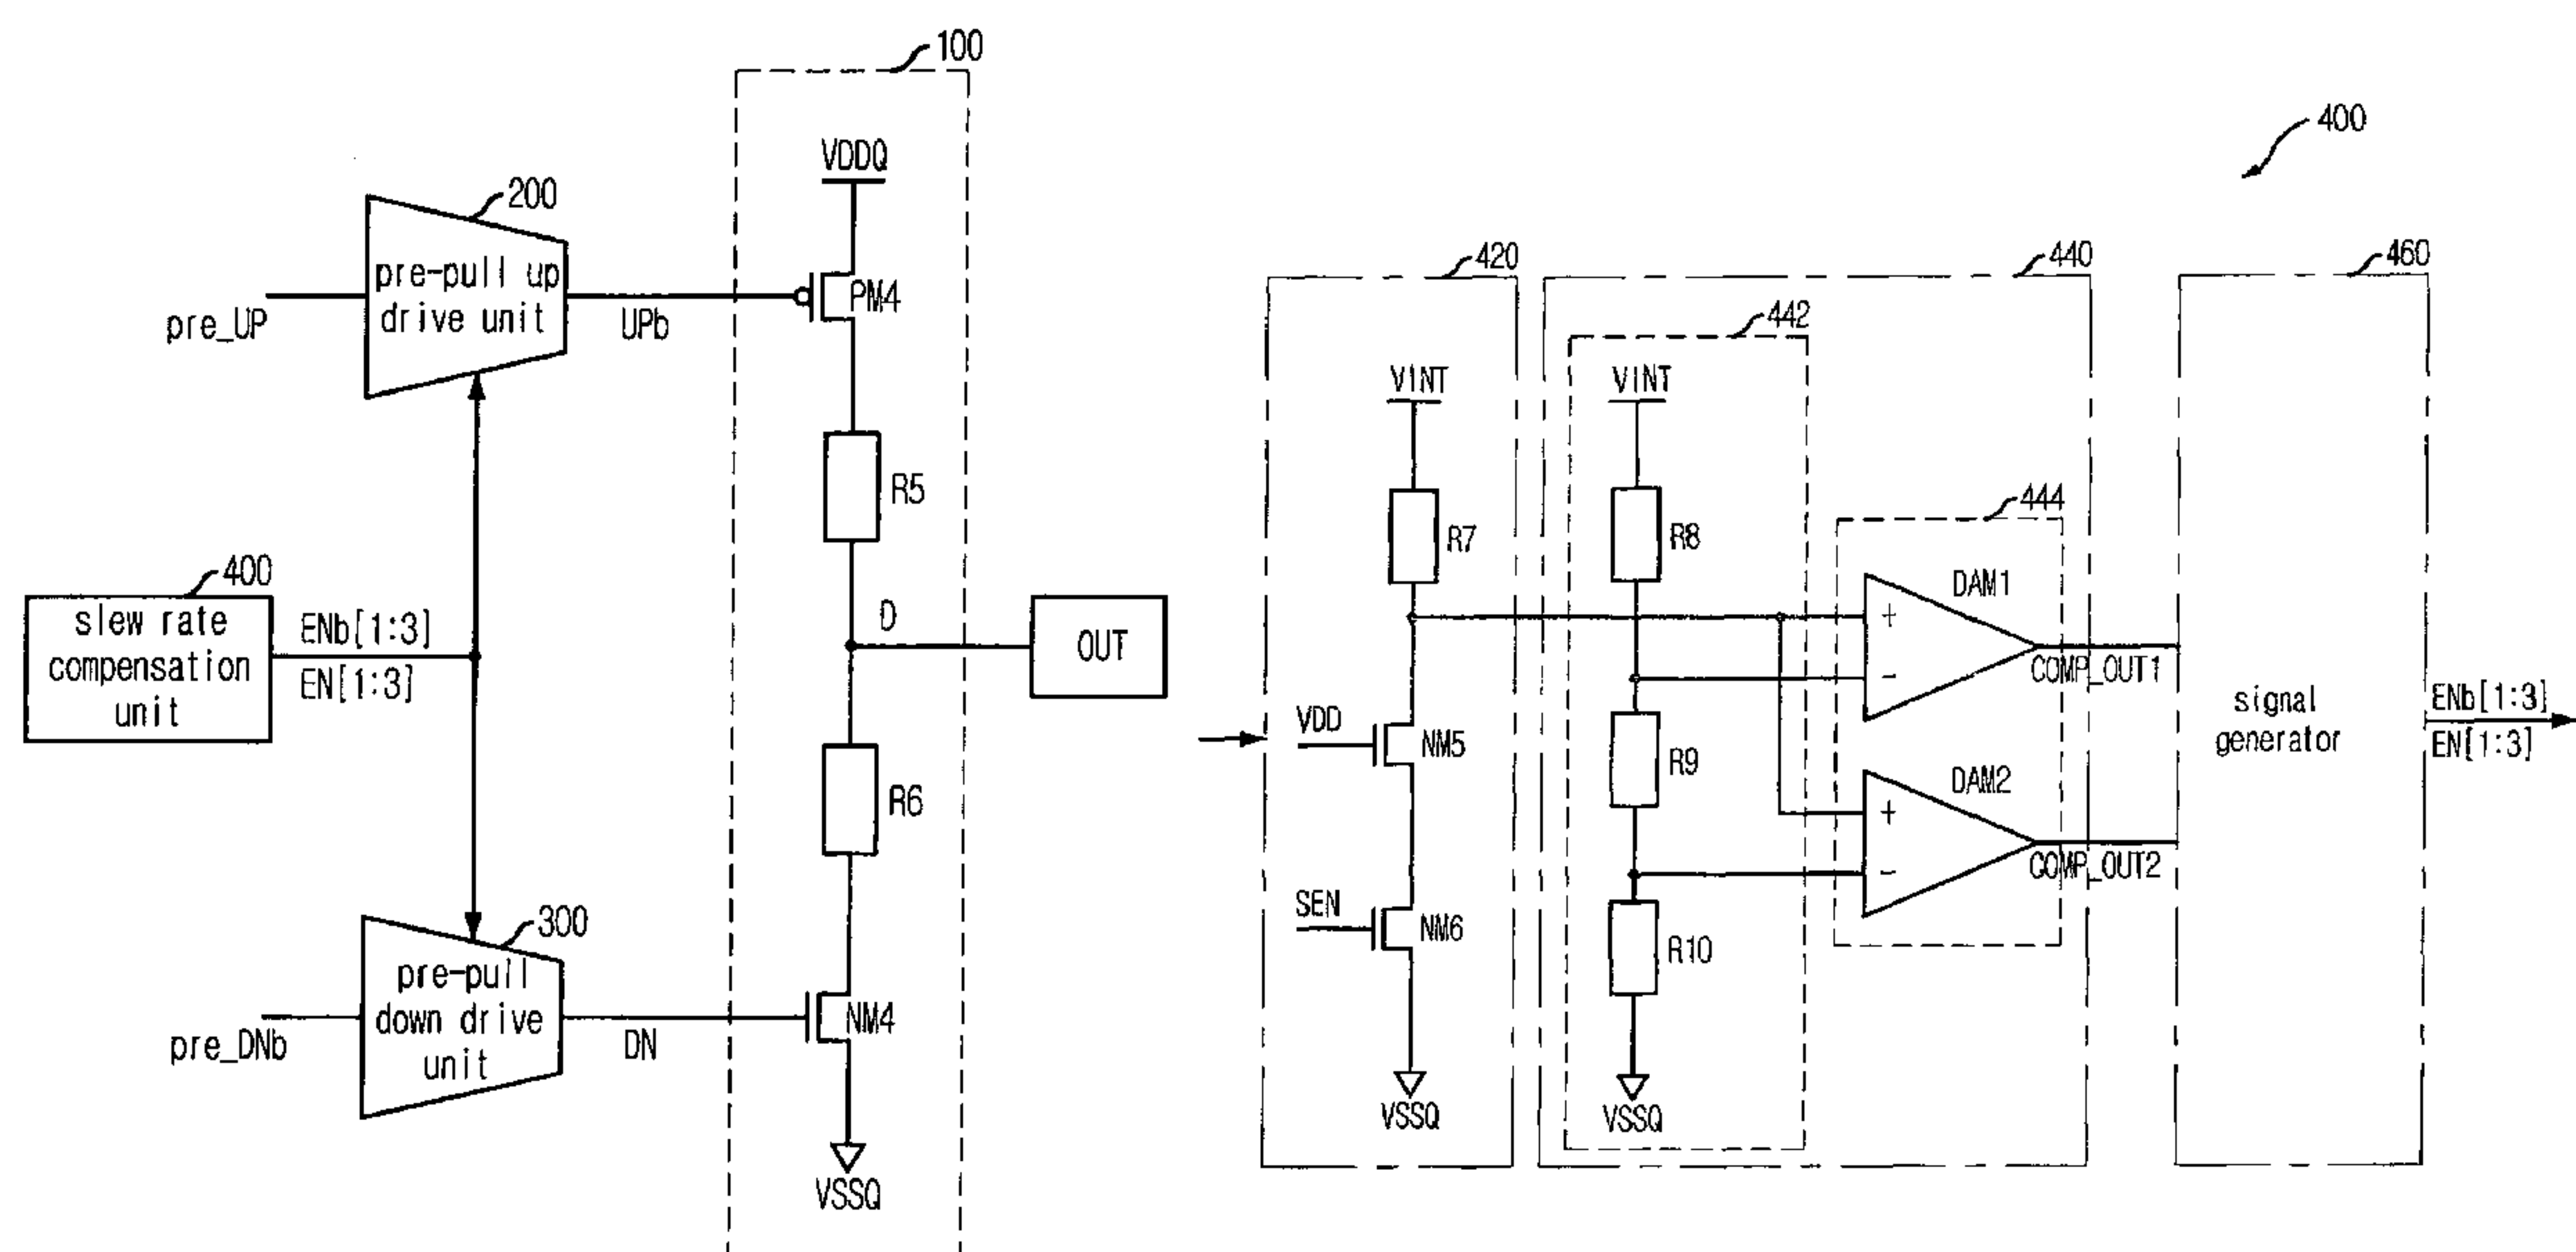 100
VDDQ
200
pre-pull up
drive unit
pre_UP
UPb
PM4
R5
400
slew rate
compensation
unit
ENb[1:3]
EN[1:3]
D
OUT
R6
300
pre-pull
down drive
unit
pre_DNb
DN
NM4
VSSQ
400
420
440
460
442
VINT
VINT
444
R7
R8
DAM1
+
-
COMP_OUT1
VDD
NM5
R9
DAM2
+
-
COMP_OUT2
SEN
NM6
R10
VSSQ
VSSQ
signal
generator
ENb[1:3]
EN[1:3]